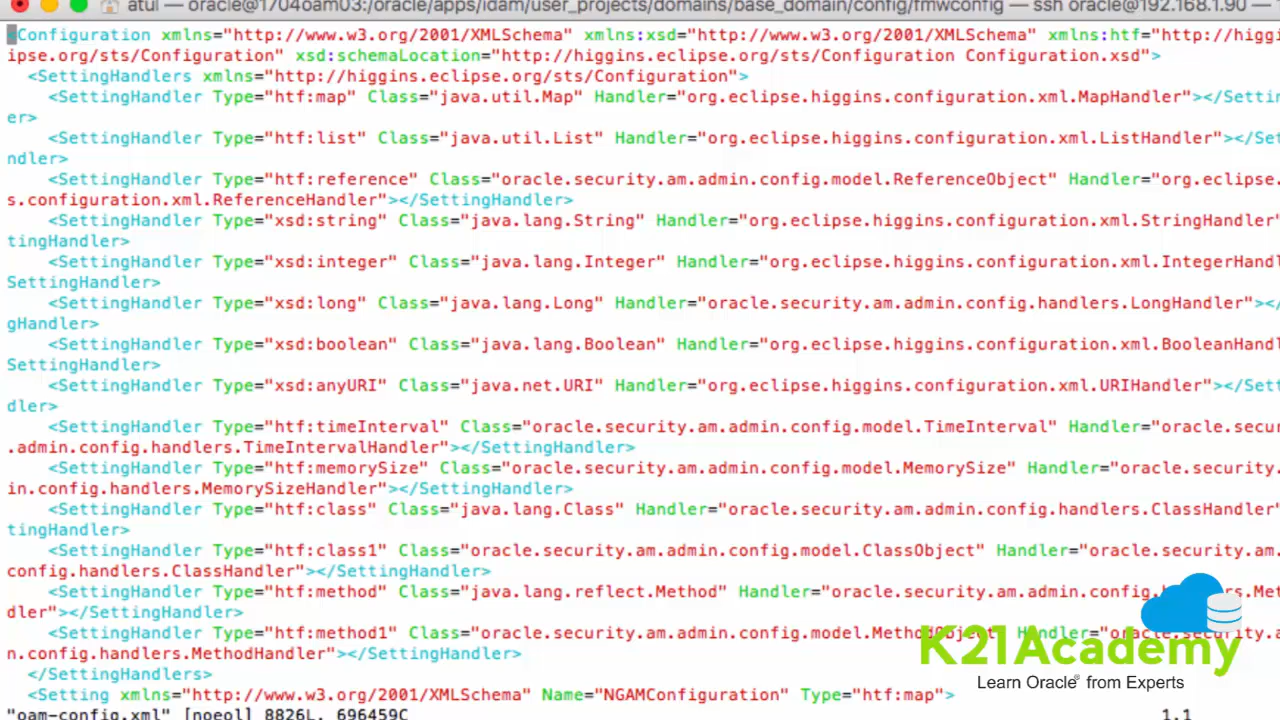 atul — oracle@1704oam03:/oracle/apps/idam/user_projects/domains/base_domain/config/fmwconfig — ssh oracle@192.168.1.90 —
<Configuration xmlns="http://www.w3.org/2001/XMLSchema" xmlns:xsd="http://www.w3.org/2001/XMLSchema" xmlns:htf="http://higgi
ipse.org/sts/Configuration" xsd:schemaLocation="http://higgins.eclipse.org/sts/Configuration Configuration.xsd">
<SettingHandlers xmlns="http://higgins.eclipse.org/sts/Configuration">
<SettingHandler Type="htf:map" Class="java.util.Map" Handler="org.eclipse.higgins.configuration.xml.MapHandler"></Settin
er>
<SettingHandler Type="htf:list" Class="java.util.List" Handler="org.eclipse.higgins.configuration.xml.ListHandler"></Se
ndler>
<SettingHandler Type="htf:reference" Class="oracle.security.am.admin.config.model.ReferenceObject" Handler="org.eclipse.
s.configuration.xml.ReferenceHandler"></SettingHandler>
<SettingHandler Type="xsd:string" Class="java.lang.String" Handler="org.eclipse.higgins.configuration.xml.StringHandler"
tingHandler>
<SettingHandler Type="xsd:integer" Class="java.lang.Integer" Handler="org.eclipse.higgins.configuration.xml.IntegerHandl
SettingHandler>
<SettingHandler Type="xsd:long" Class="java.lang.Long" Handler="oracle.security.am.admin.config.handlers.LongHandler"></
gHandler>
<SettingHandler Type="xsd:boolean" Class="java.lang.Boolean" Handler="org.eclipse.higgins.configuration.xml.BooleanHandl
SettingHandler>
<SettingHandler Type="xsd:anyURI" Class="java.net.URI" Handler="org.eclipse.higgins.configuration.xml.URIHandler"></Set
dler>
<SettingHandler Type="htf:timeInterval" Class="oracle.security.am.admin.config.model.TimeInterval" Handler="oracle.secur
.admin.config.handlers.TimeIntervalHandler"></SettingHandler>
<SettingHandler Type="htf:memorySize" Class="oracle.security.am.admin.config.model.MemorySize" Handler="oracle.security.
in.config.handlers.MemorySizeHandler"></SettingHandler>
<SettingHandler Type="htf:class" Class="java.lang.Class" Handler="oracle.security.am.admin.config.handlers.ClassHandler"
tingHandler>
<SettingHandler Type="htf:class1" Class="oracle.security.am.admin.config.model.ClassObject" Handler="oracle.security.am.
config.handlers.ClassHandler"></SettingHandler>
<SettingHandler Type="htf:method" Class="java.lang.reflect.Method" Handler="oracle.security.am.admin.config.
dler"></SettingHandler>
<SettingHandler Type="htf:method1" Class="oracle.security.am.admin.config.model.MethodObject" Handler="oracle.security.a
n.config.handlers.MethodHandler"></SettingHandler>
</SettingHandlers>
<Setting xmlns="http://www.w3.org/2001/XMLSchema" Name="NGAMConfiguration" Type="htf:map">
"oam-config.xml" [noeol] 8826L, 696459C 1,1
K21Academy
Learn Oracle® from Experts